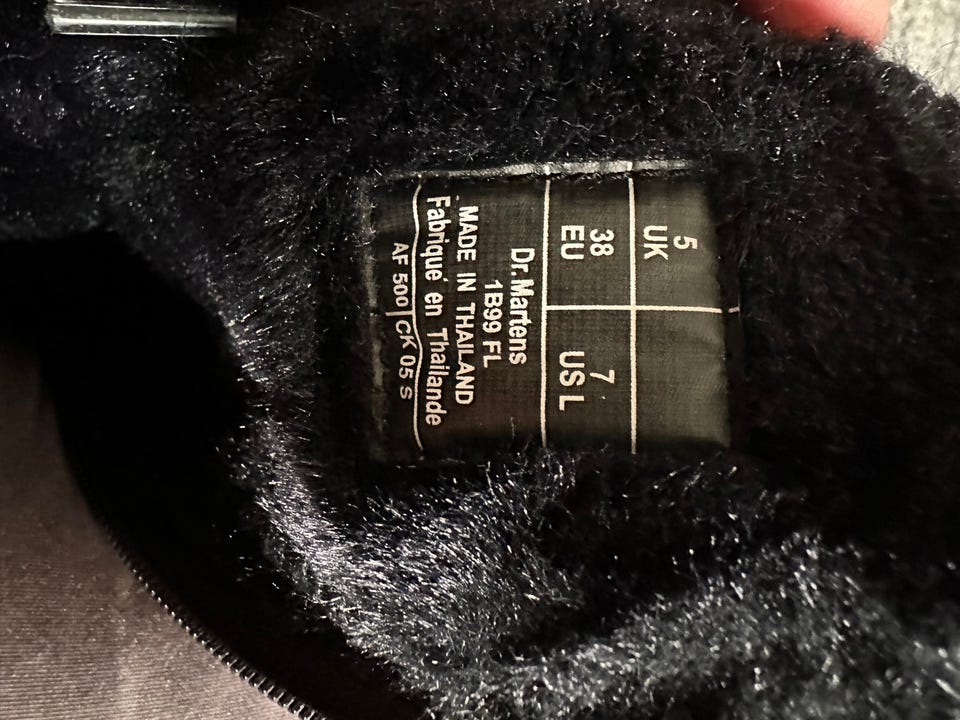 5
UK
38
EU
7
US L
Dr.Martens
1B99 FL
MADE IN THAILAND
Fabriqué en Thailande
AF 500 CK 05 S